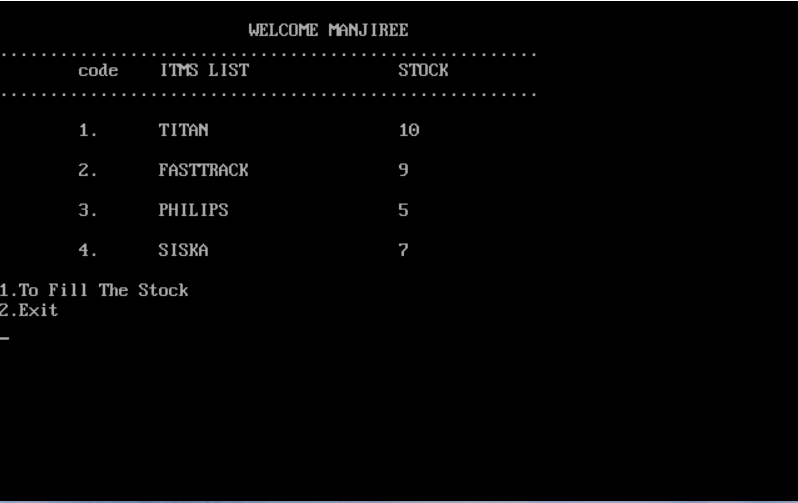 WELCOME MANJIREE
......................................................
code ITMS LIST STOCK
......................................................
1. TITAN 10
2. FASTTRACK 9
3. PHILIPS 5
4. SISKA 7
1.To Fill The Stock
2.Exit
_